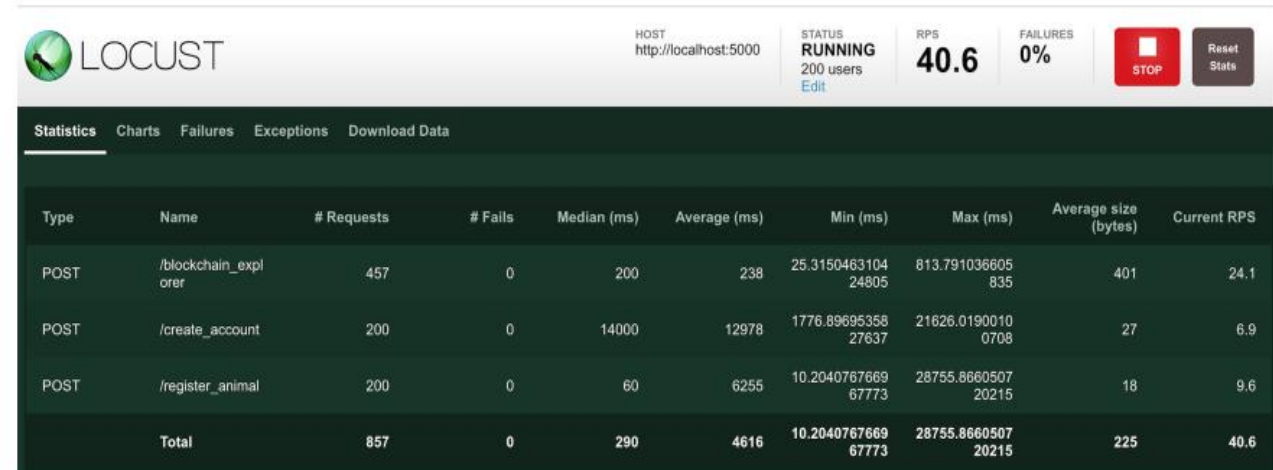 LOCUST
HOST
http://localhost:5000
STATUS
RUNNING
200 users
Edit
RPS
40.6
FAILURES
0%
STOP
Reset
Stats
Statistics Charts Failures Exceptions Download Data
Type Name # Requests # Fails Median (ms) Average (ms) Min (ms) Max (ms) Average size (bytes) Current RPS
POST /blockchain_expl
orer 457 0 200 238 25.3150463104
24805 813.791036605
835 401 24.1
POST /create_account 200 0 14000 12978 1776.89695358
27637 21626.0190010
0708 27 6.9
POST /register_animal 200 0 60 6255 10.2040767669
67773 28755.8660507
20215 18 9.6
Total 857 0 290 4616 10.2040767669
67773 28755.8660507
20215 225 40.6